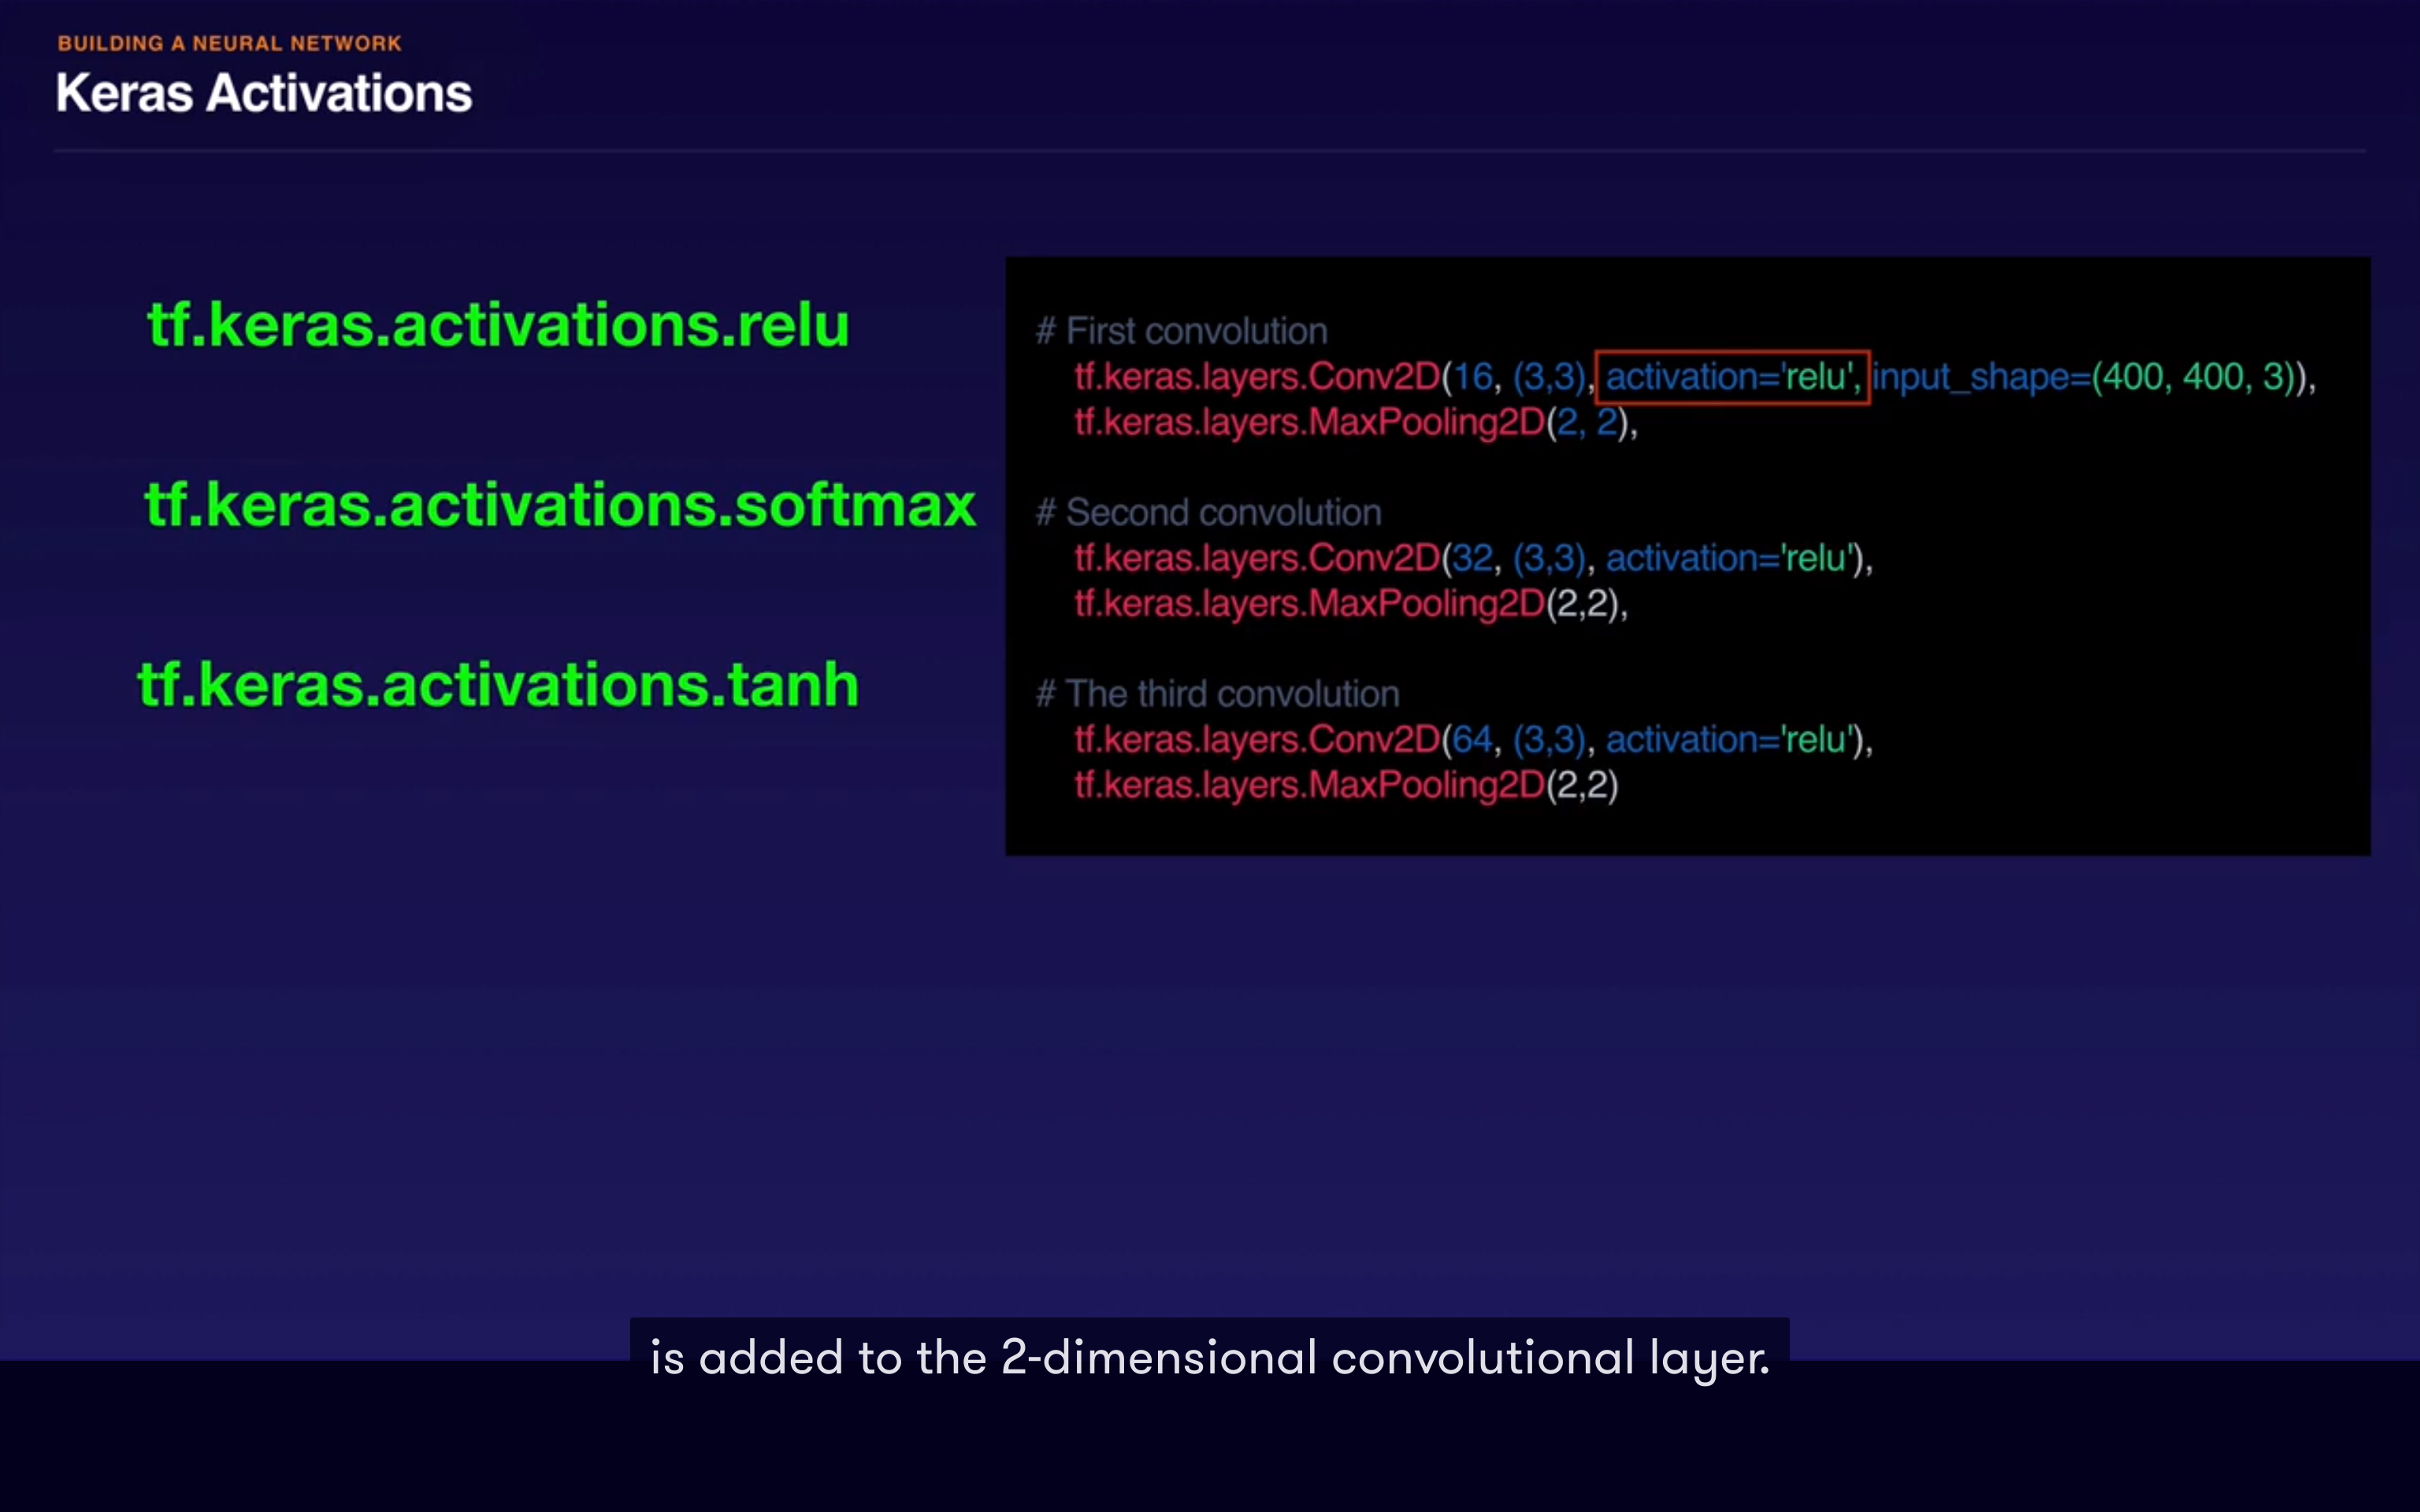 BUILDING A NEURAL NETWORK
Keras Activations
tf.keras.activations.relu
tf.keras.activations.softmax
tf.keras.activations.tanh
# First convolution
tf.keras.layers.Conv2D(16, (3,3), activation='relu', input_shape=(400, 400, 3)),
tf.keras.layers.MaxPooling2D(2, 2),
# Second convolution
tf.keras.layers.Conv2D(32, (3,3), activation='relu'),
tf.keras.layers.MaxPooling2D(2,2),
# The third convolution
tf.keras.layers.Conv2D(64, (3,3), activation='relu'),
tf.keras.layers.MaxPooling2D(2,2)
is added to the 2-dimensional convolutional layer.